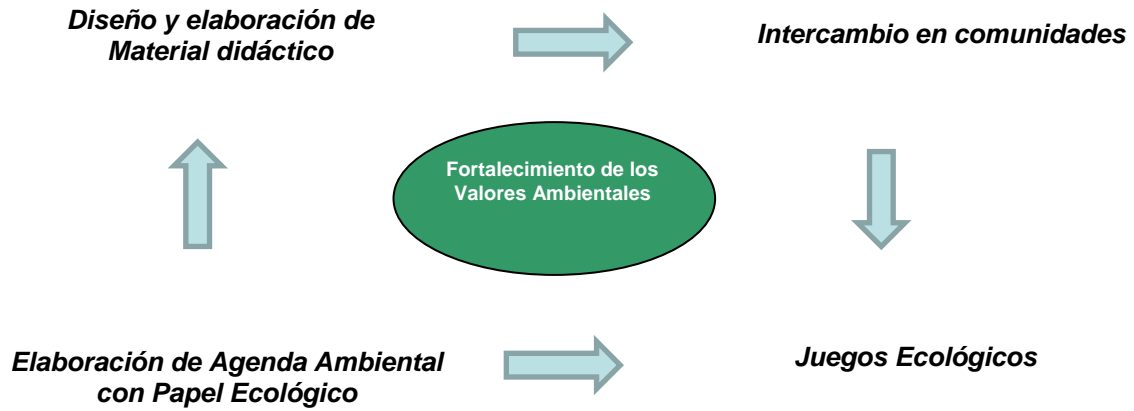 Diseño y elaboración de
Material didáctico
Intercambio en comunidades
Fortalecimiento de los
Valores Ambientales
Elaboración de Agenda Ambiental
con Papel Ecológico
Juegos Ecológicos